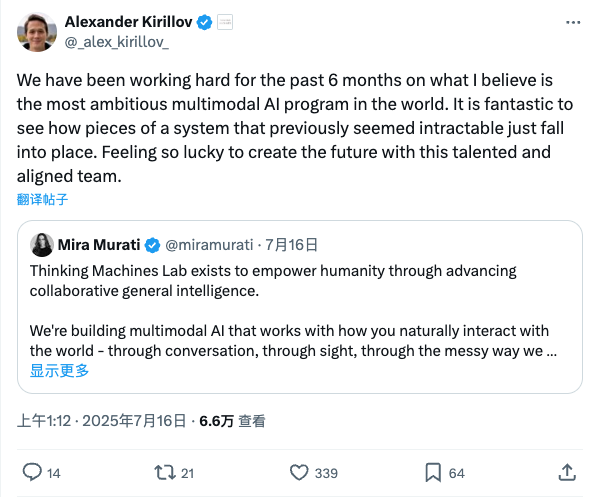 Alexander Kirillov
@_alex_kirillov_
We have been working hard for the past 6 months on what I believe is
the most ambitious multimodal AI program in the world. It is fantastic to
see how pieces of a system that previously seemed intractable just fall
into place. Feeling so lucky to create the future with this talented and
aligned team.
翻译帖子
Mira Murati @miramurati · 7月16日
Thinking Machines Lab exists to empower humanity through advancing
collaborative general intelligence.
We're building multimodal AI that works with how you naturally interact with
the world - through conversation, through sight, through the messy way we ...
显示更多
上午1:12 · 2025年7月16日 · 6.6万 查看
14 21 339 64